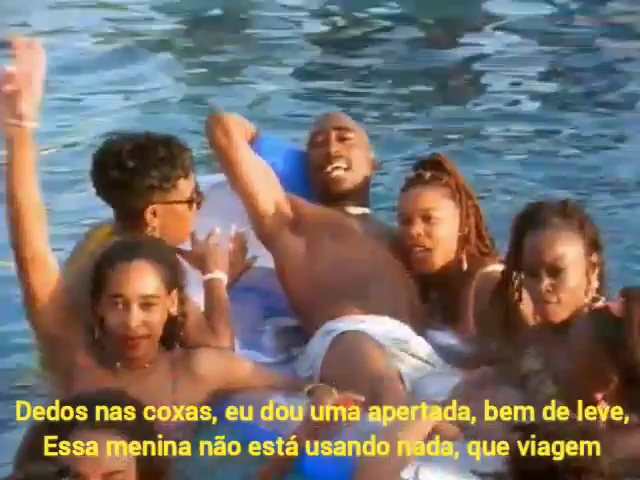 Dedos nas coxas, eu dou uma apertada, bem de leve,
Essa menina não está usando nada, que viagem